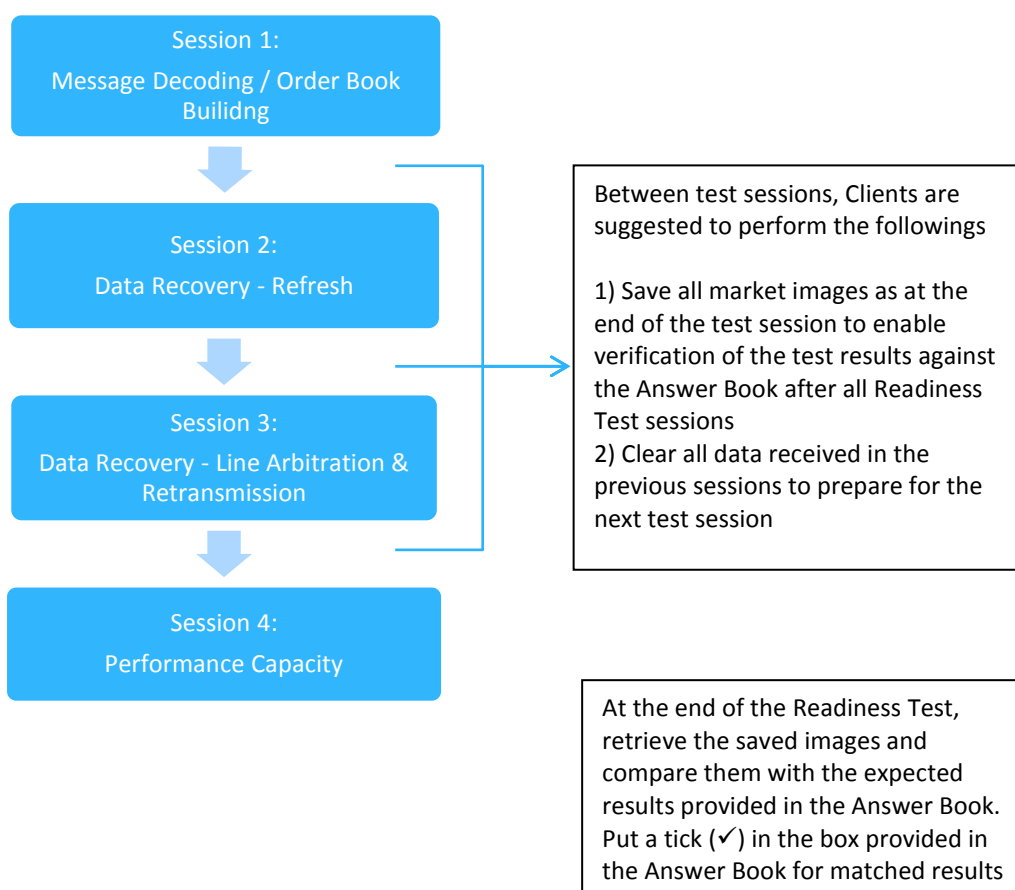 Session 1:
Message Decoding / Order Book
Builidng
Session 2:
Data Recovery - Refresh
Session 3:
Data Recovery - Line Arbitration &
Retransmission
Session 4:
Performance Capacity
Between test sessions, Clients are
suggested to perform the followings
1) Save all market images as at the
end of the test session to enable
verification of the test results against
the Answer Book after all Readiness
Test sessions
2) Clear all data received in the
previous sessions to prepare for the
next test session
At the end of the Readiness Test,
retrieve the saved images and
compare them with the expected
results provided in the Answer Book.
Put a tick (✓) in the box provided in
the Answer Book for matched results